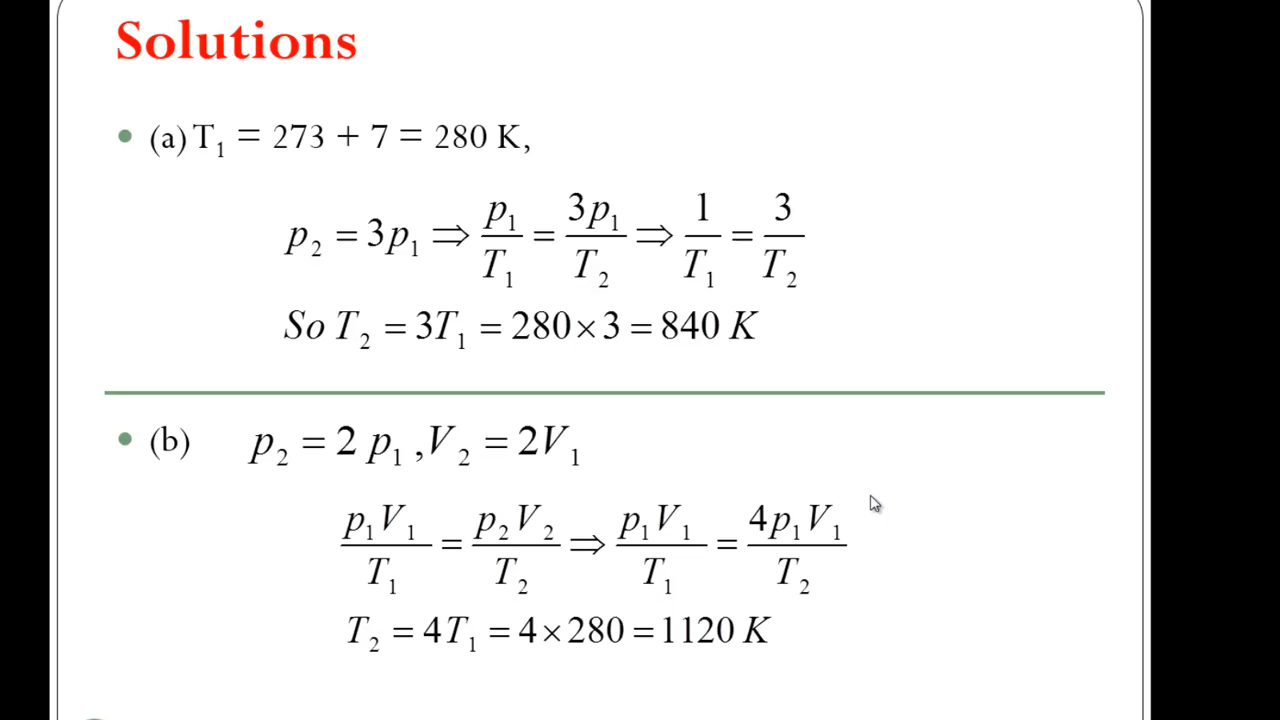 Solutions
• (a) T₁ = 273 + 7 = 280 K,
p₂ = 3p₁ ⇒ p₁/T₁ = 3p₁/T₂ ⇒ 1/T₁ = 3/T₂
So T₂ = 3T₁ = 280 × 3 = 840 K
• (b) p₂ = 2 p₁ , V₂ = 2V₁
p₁V₁/T₁ = p₂V₂/T₂ ⇒ p₁V₁/T₁ = 4p₁V₁/T₂
T₂ = 4T₁ = 4 × 280 = 1120 K